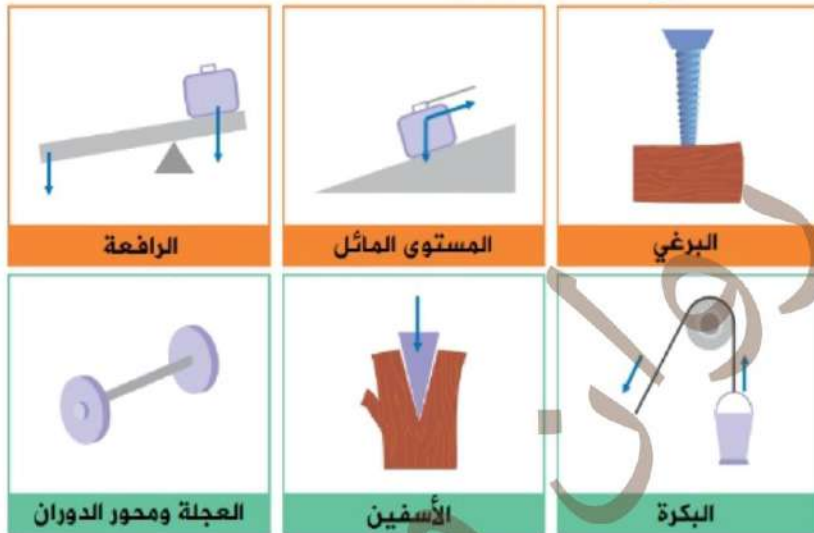 البرغي
المستوى المائل
الرافعة
البكرة
الأسفين
العجلة ومحور الدوران